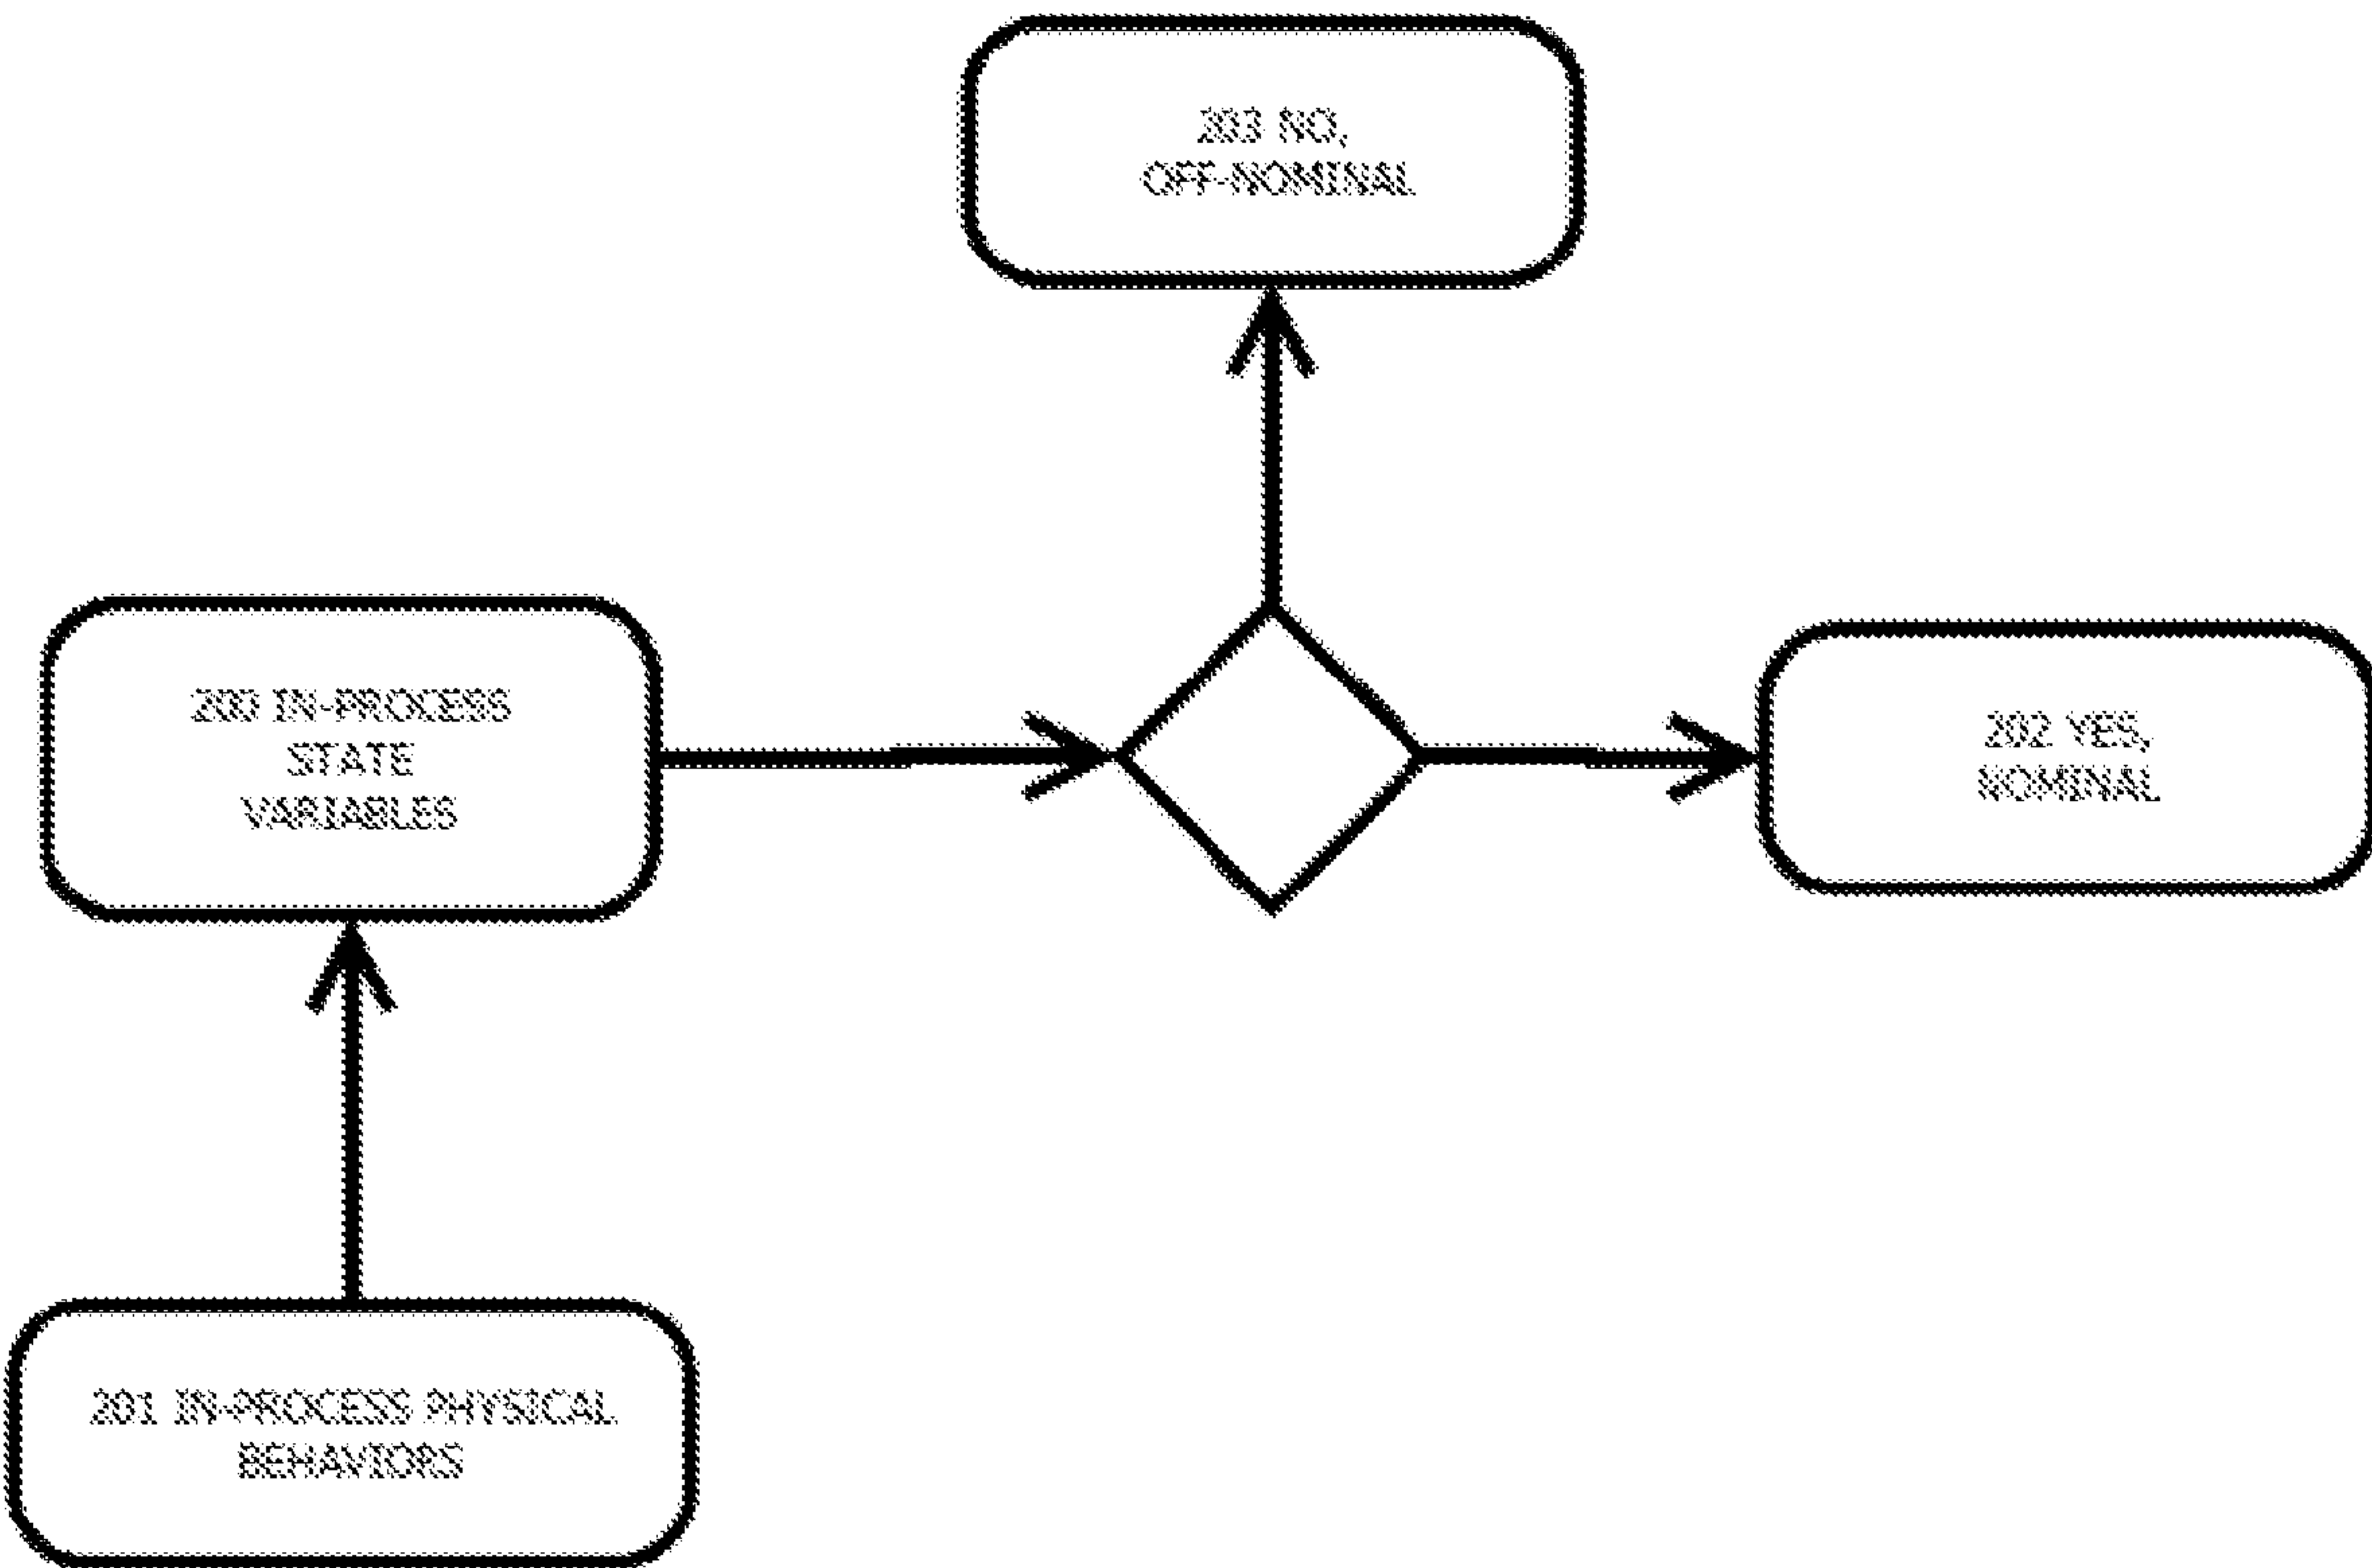 203 NO,
OFF-NOMINAL
200 IN-PROCESS
STATE
VARIABLES
202 YES,
NOMINAL
201 IN-PROCESS PHYSICAL
BEHAVIORS